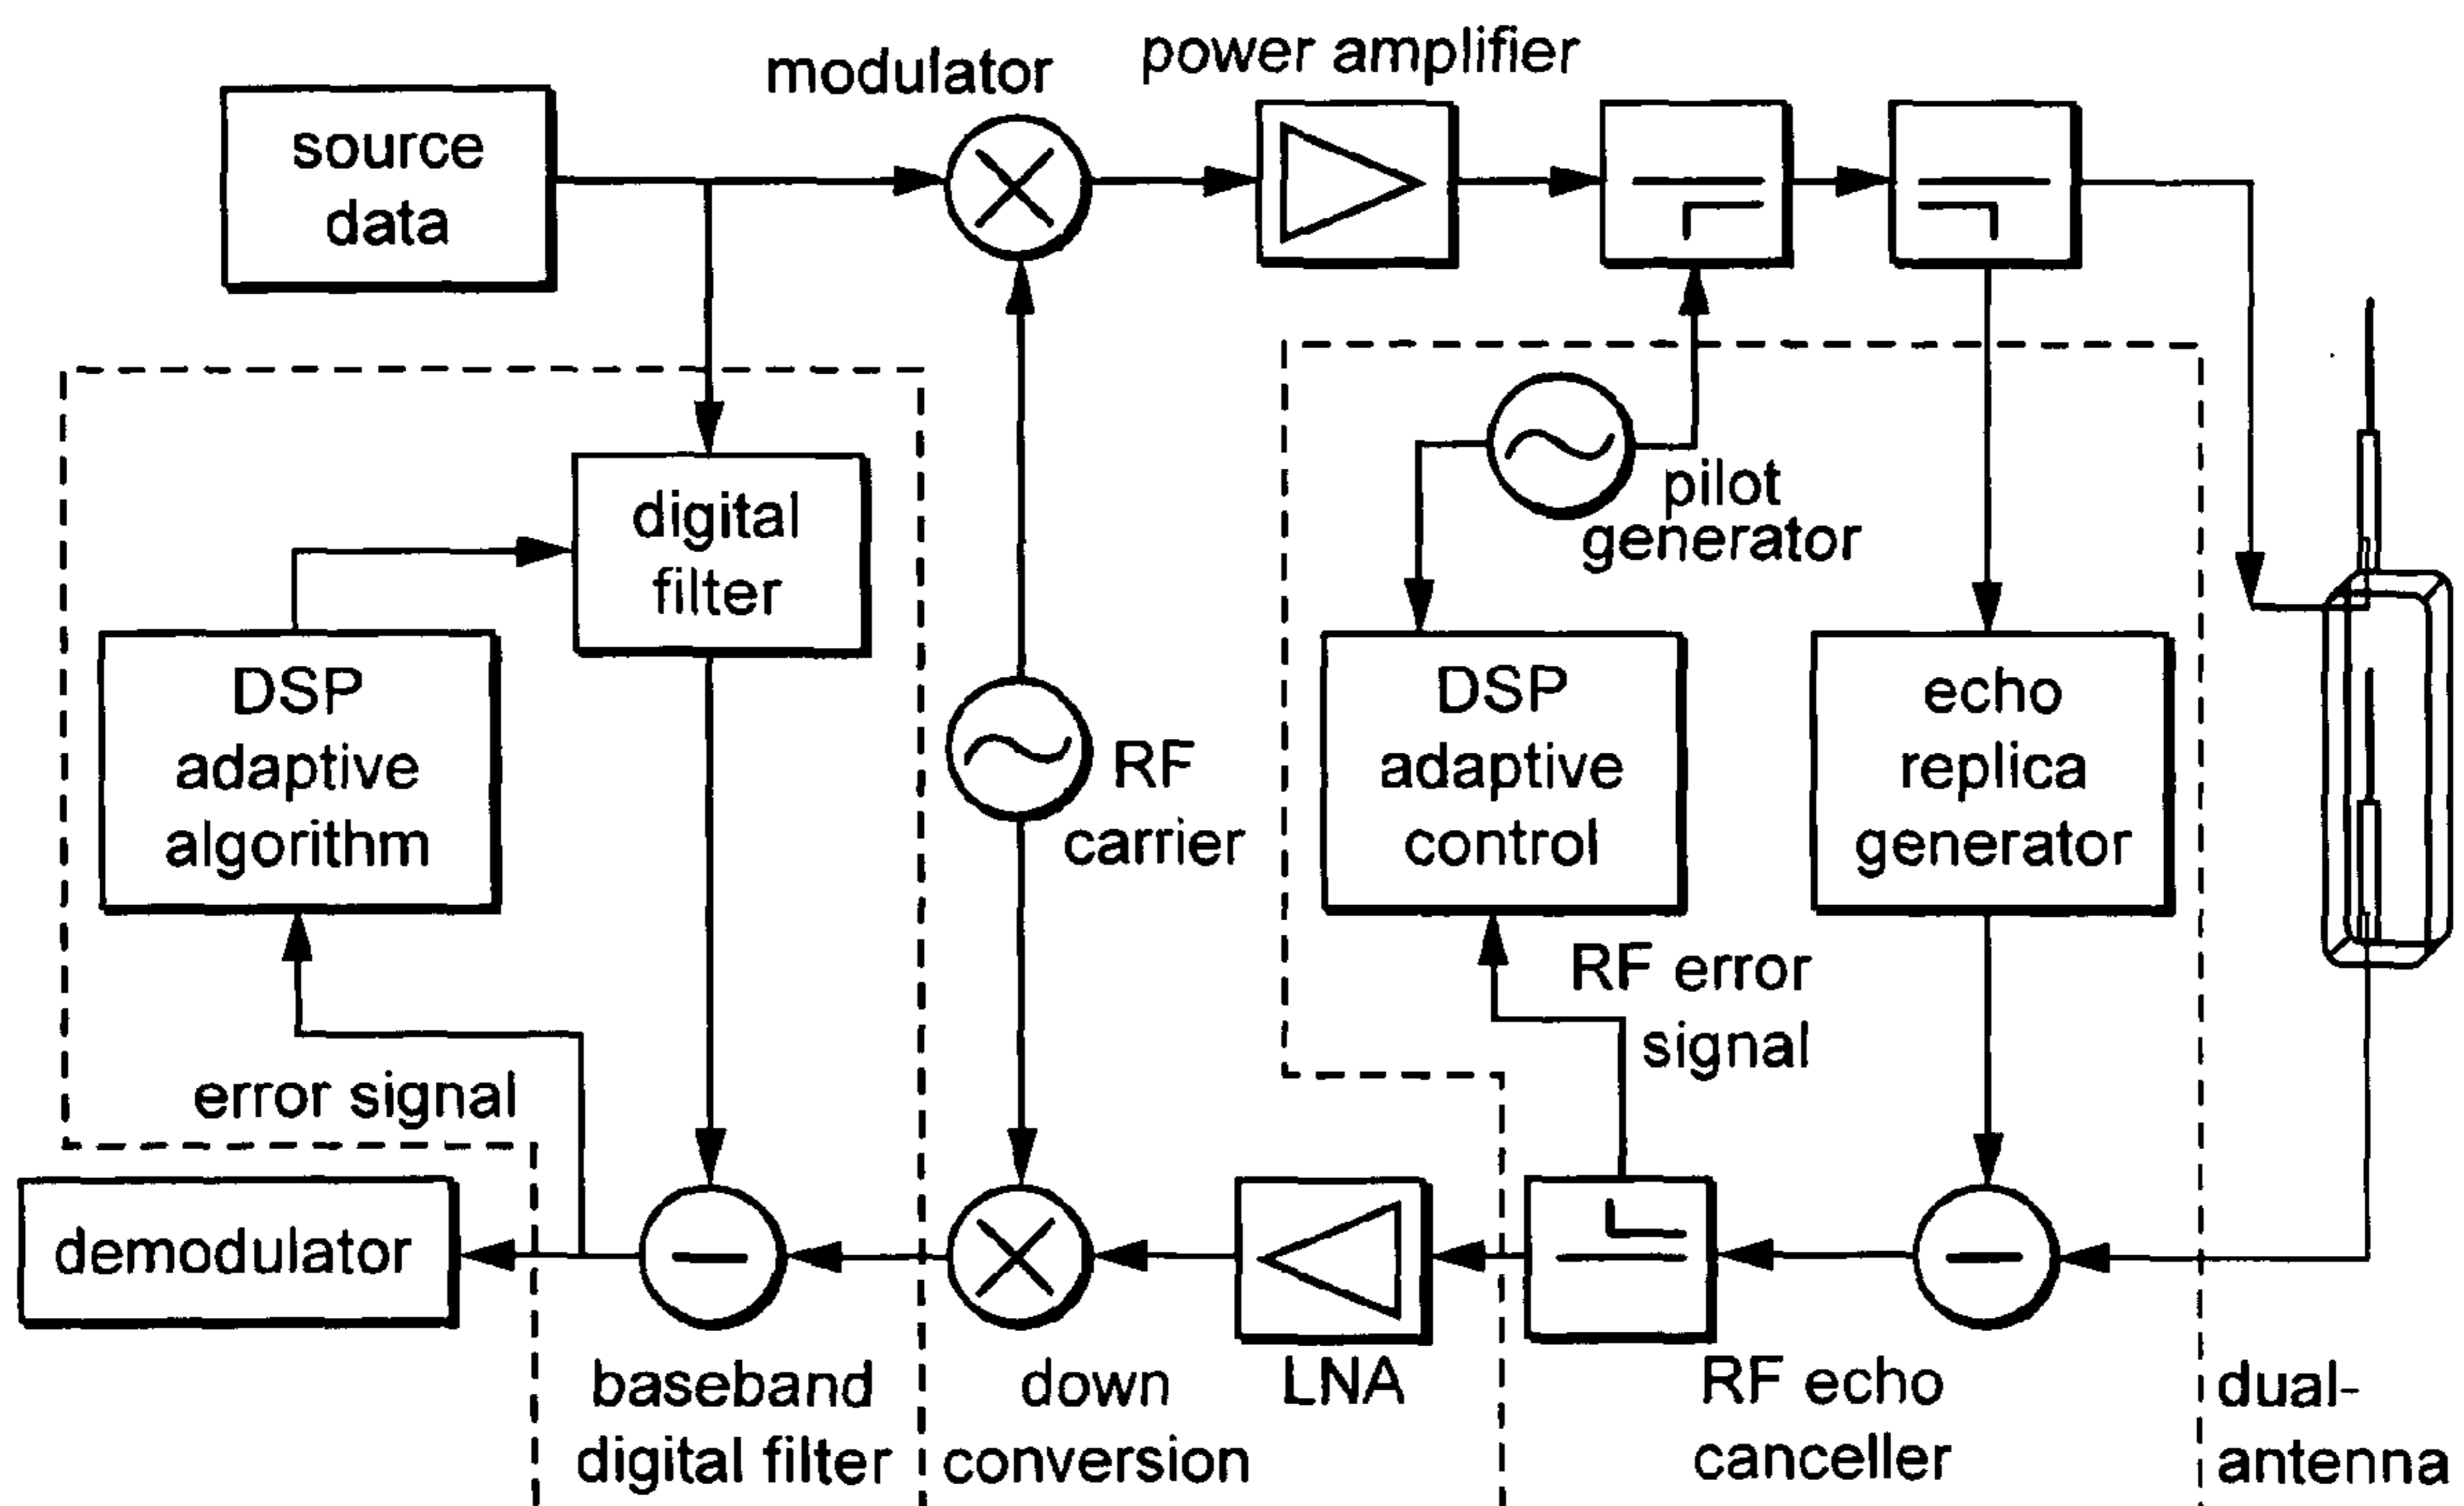 modulator
power amplifier
source
data
digital
filter
pilot
generator
DSP
adaptive
algorithm
RF
carrier
DSP
adaptive
control
echo
replica
generator
RF error
signal
error signal
demodulator
baseband
digital filter
down
conversion
LNA
RF echo
canceller
dual-
antenna